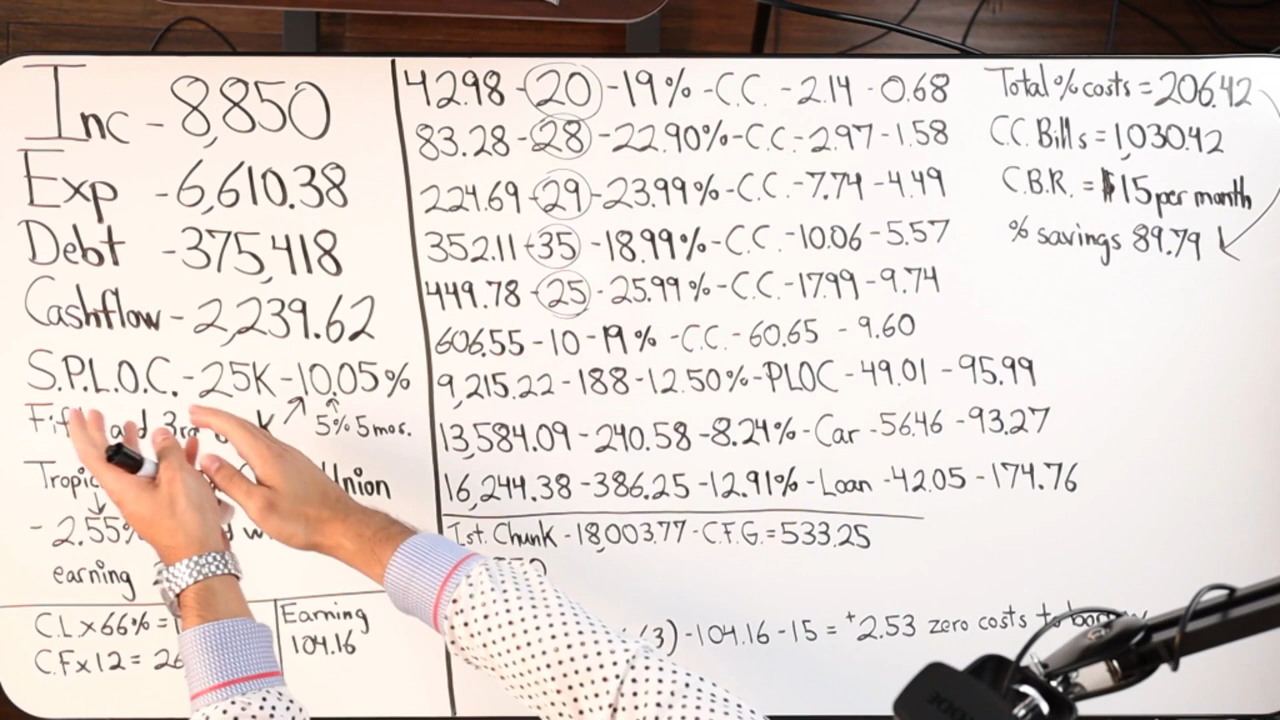 Inc - 8,850
Exp - 6,610.38
Debt - 375,418
Cashflow - 2,239.62
S.P.L.O.C. - 25K - 10.05%
5% 5 mos.
Union
- 2.55%
earning
C.L x 66% =
C.F x 12 = 26
Earning
104.16
42.98 - 20 - 19% - C.C. - 2.14 - 0.68
83.28 - 28 - 22.90% - C.C. - 2.97 - 1.58
224.69 - 29 - 23.99% - C.C. - 7.74 - 4.49
352.11 - 35 - 18.99% - C.C. - 10.06 - 5.57
449.78 - 25 - 25.99% - C.C. - 17.99 - 9.74
606.55 - 10 - 19% - C.C. - 60.65 - 9.60
9,215.22 - 188 - 12.50% - PLOC - 49.01 - 95.99
13,584.09 - 240.58 - 8.24% - Car - 56.46 - 93.27
16,244.38 - 386.25 - 12.91% - Loan - 42.05 - 174.76
1st. Chunk - 18,003.77 - C.F.G. = 533.25
(3) - 104.16 - 15 = +2.53 zero costs to borrow
Total % costs = 206.42
C.C. Bills = 1,030.42
C.B.R. = $15 per month
% savings 89.79